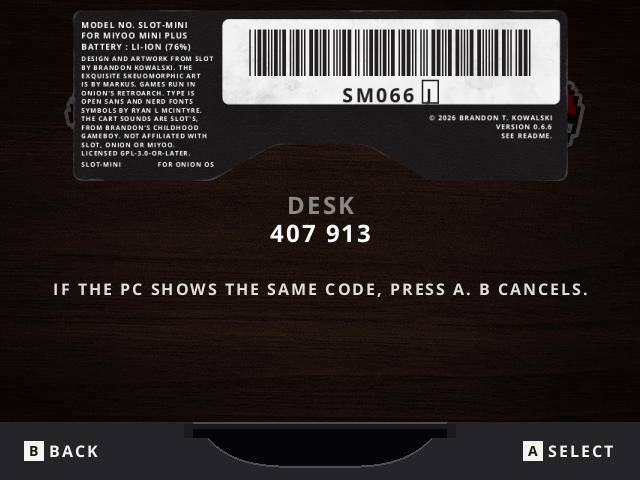 MODEL NO. SLOT-MINI
FOR MIYOO MINI PLUS
BATTERY : LI-ION (76%)
DESIGN AND ARTWORK FROM SLOT
BY BRANDON KOWALSKI. THE
EXQUISITE SKEUOMORPHIC ART
IS BY MARKUS. GAMES RUN IN
ONION'S RETROARCH. TYPE IS
OPEN SANS AND NERD FONTS
SYMBOLS BY RYAN L MCINTYRE.
THE CART SOUNDS ARE SLOT'S,
FROM BRANDON'S CHILDHOOD
GAMEBOY. NOT AFFILIATED WITH
SLOT, ONION OR MIYOO.
LICENSED GPL-3.0-OR-LATER.
SLOT-MINI FOR ONION OS
SM066
© 2026 BRANDON T. KOWALSKI
VERSION 0.6.6
SEE README.
DESK
407 913
IF THE PC SHOWS THE SAME CODE, PRESS A. B CANCELS.
B BACK
A SELECT